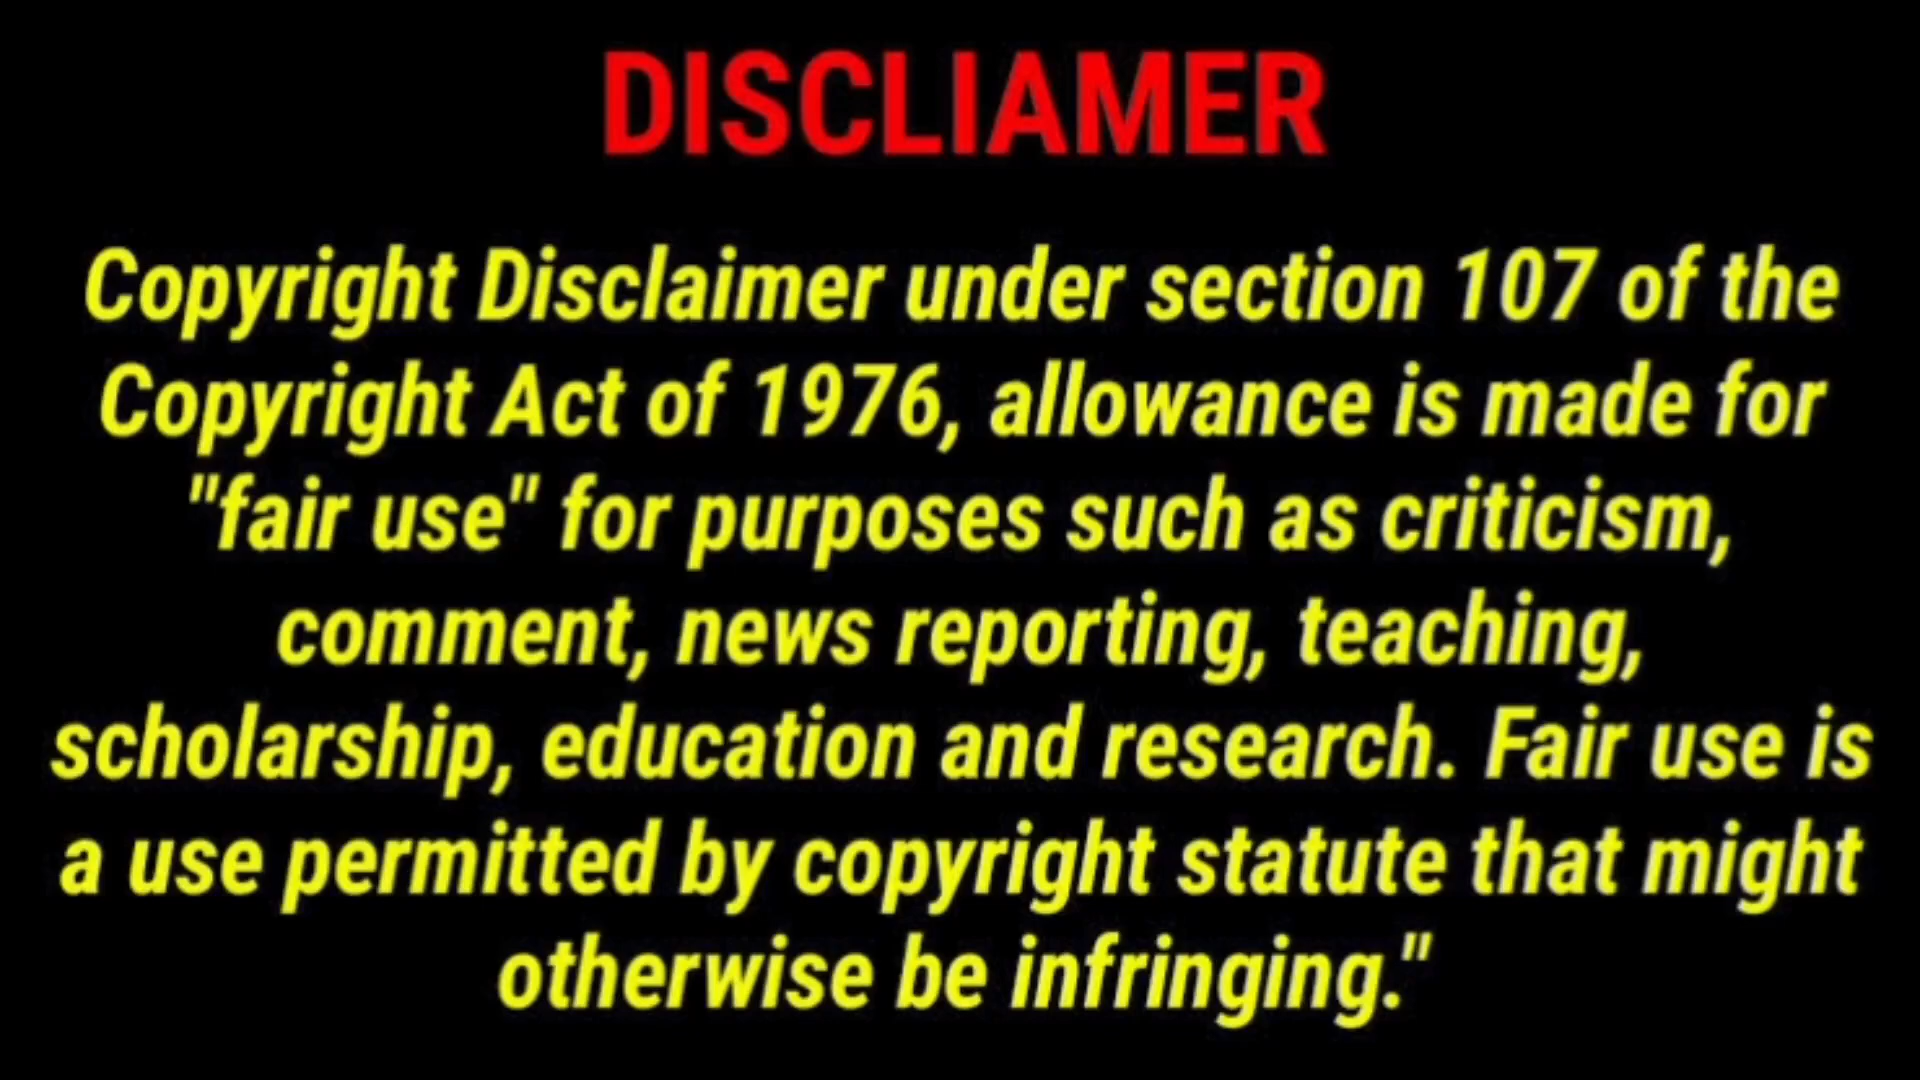 DISCLIAMER
Copyright Disclaimer under section 107 of the
Copyright Act of 1976, allowance is made for
"fair use" for purposes such as criticism,
comment, news reporting, teaching,
scholarship, education and research. Fair use is
a use permitted by copyright statute that might
otherwise be infringing."